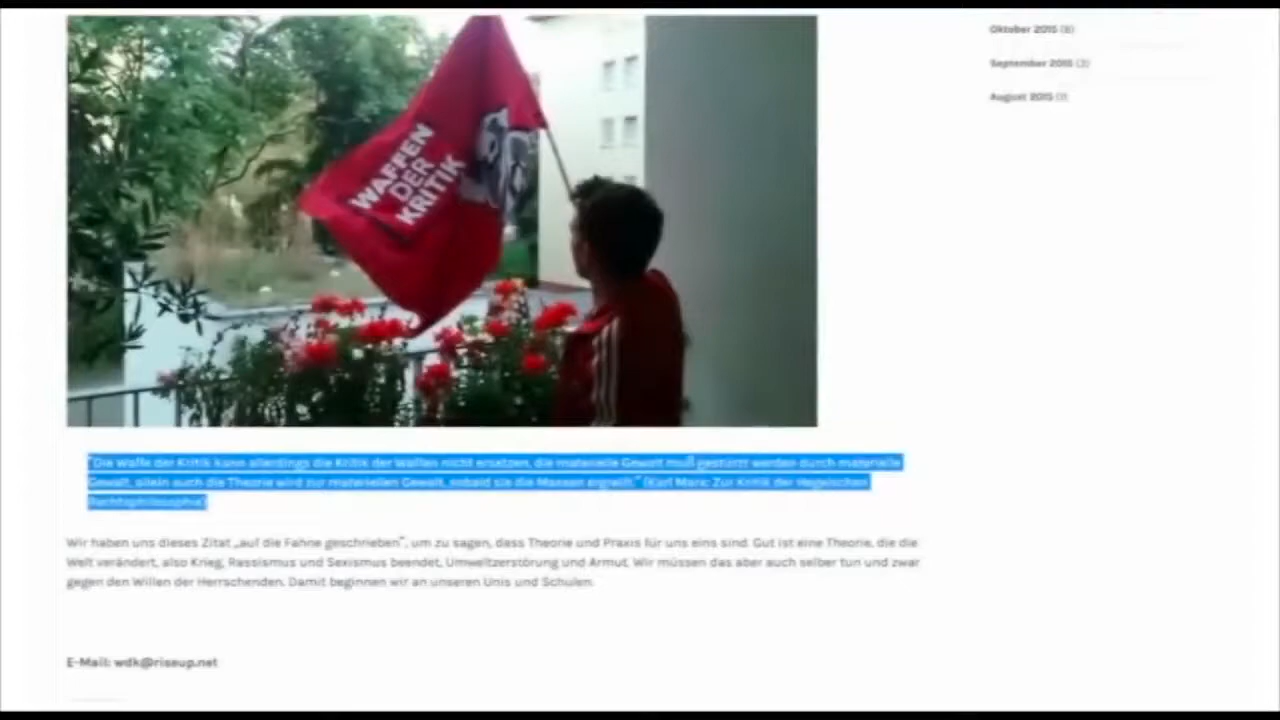 Oktober 2015 (8)
September 2015 (2)
August 2015 (1)
WAFFEN
DER
KRITIK
"Die Waffe der Kritik kann allerdings die Kritik der Waffen nicht ersetzen, die materielle Gewalt muß gestürzt werden durch materielle
Gewalt, allein auch die Theorie wird zur materiellen Gewalt, sobald sie die Massen ergreift." (Karl Marx: Zur Kritik der Hegelschen
Rechtsphilosophie)
Wir haben uns dieses Zitat „auf die Fahne geschrieben", um zu sagen, dass Theorie und Praxis für uns eins sind. Gut ist eine Theorie, die die
Welt verändert, also Krieg, Rassismus und Sexismus beendet, Umweltzerstörung und Armut. Wir müssen das aber auch selber tun und zwar
gegen den Willen der Herrschenden. Damit beginnen wir an unseren Unis und Schulen.
E-Mail: wdk@riseup.net